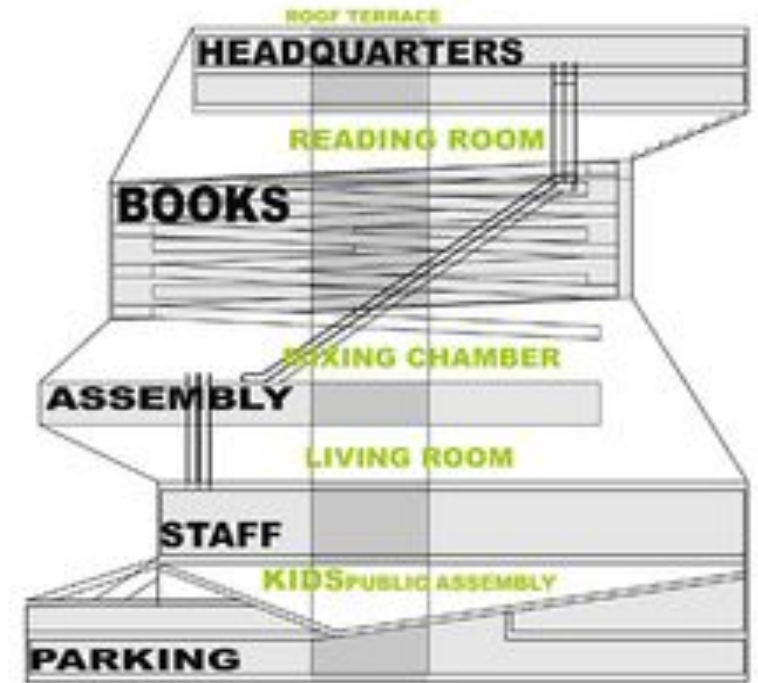 ROOF TERRACE
HEADQUARTERS
READING ROOM
BOOKS
MIXING CHAMBER
ASSEMBLY
LIVING ROOM
STAFF
KIDS PUBLIC ASSEMBLY
PARKING